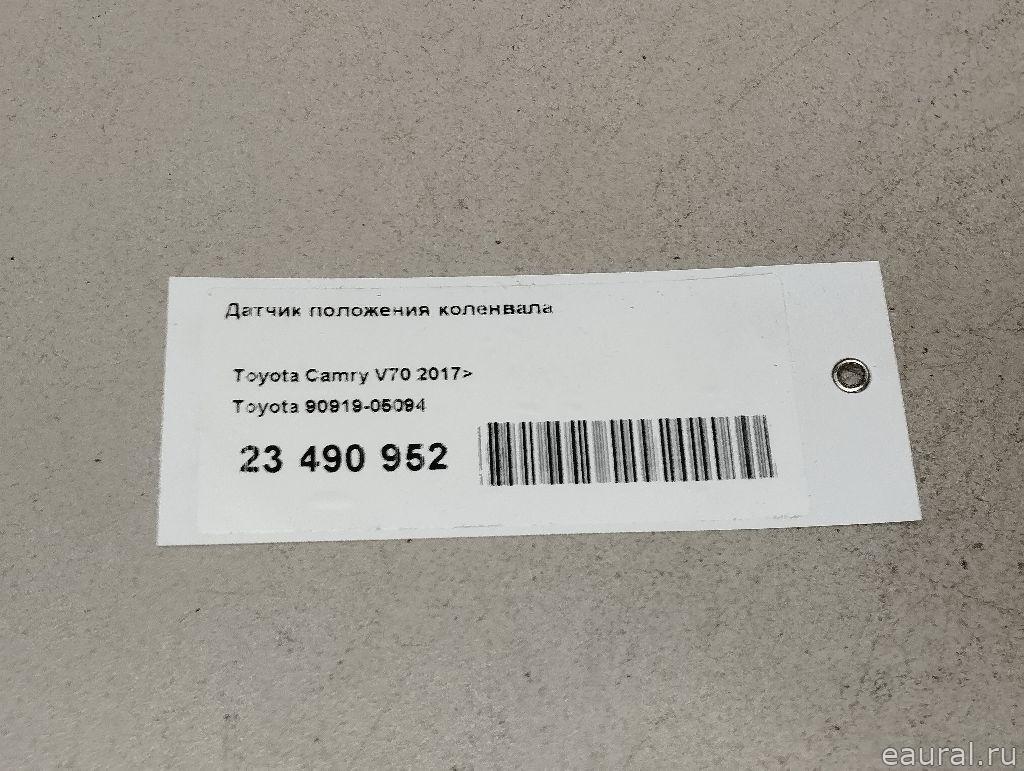 Датчик положения коленвала
Toyota Camry V70 2017>
Toyota 90919-05094
23 490 952
eaural.ru